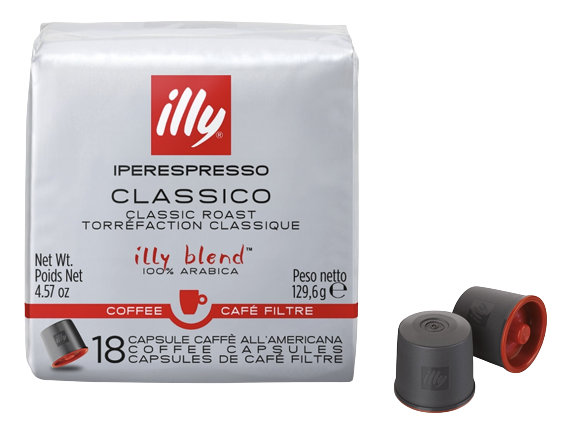 illy®
IPERESPRESSO
CLASSICO
CLASSIC ROAST
TORRÉFACTION CLASSIQUE
illy blend™
100% ARABICA
Net Wt.
Poids Net
4.57 oz
Peso netto
129,6g ℮
COFFEE CAFÉ FILTRE
18 CAPSULE CAFFÈ ALL'AMERICANA
COFFEE CAPSULES
CAPSULES DE CAFÉ FILTRE
illy
illy